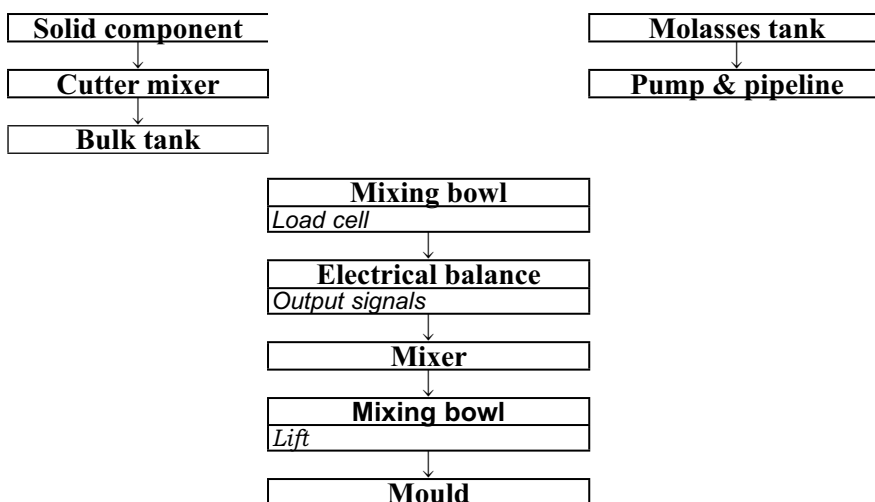 Solid component
Molasses tank
Cutter mixer
Pump & pipeline
Bulk tank
Mixing bowl
Load cell
Electrical balance
Output signals
Mixer
Mixing bowl
Lift
Mould